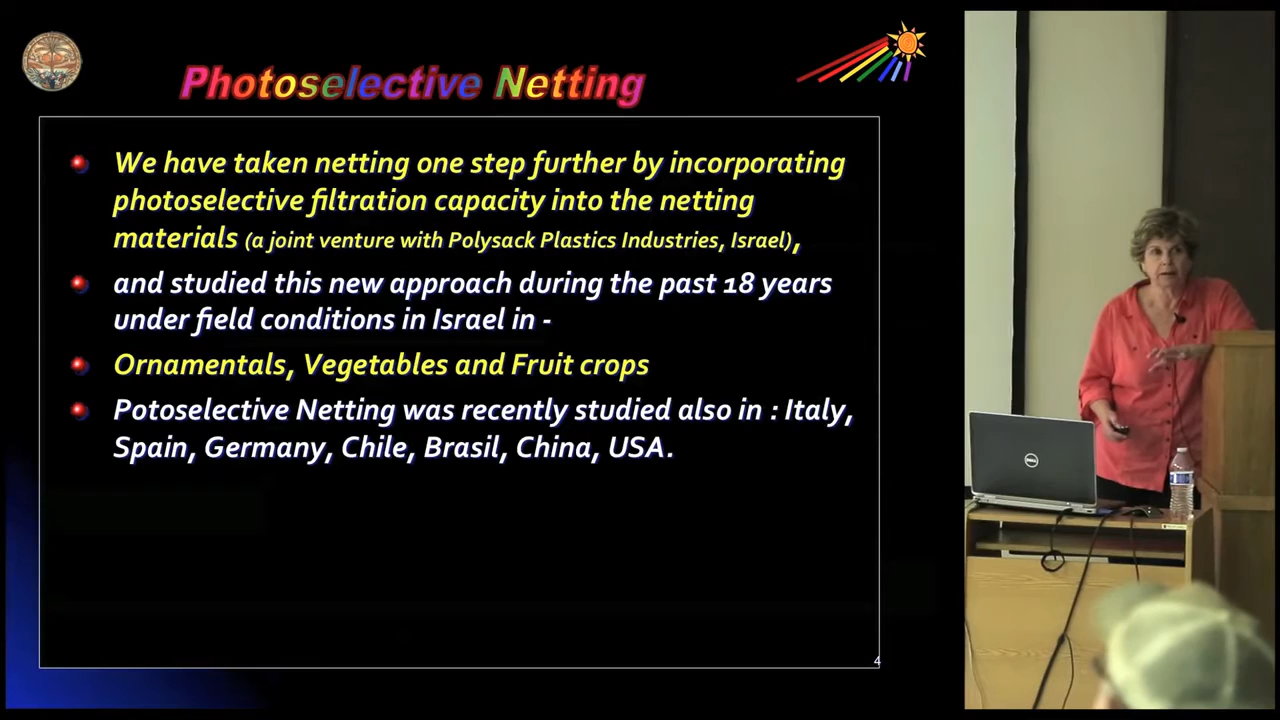 Photoselective Netting
We have taken netting one step further by incorporating
photoselective filtration capacity into the netting
materials (a joint venture with Polysack Plastics Industries, Israel),
and studied this new approach during the past 18 years
under field conditions in Israel in -
Ornamentals, Vegetables and Fruit crops
Potoselective Netting was recently studied also in : Italy,
Spain, Germany, Chile, Brasil, China, USA.
4
DELL